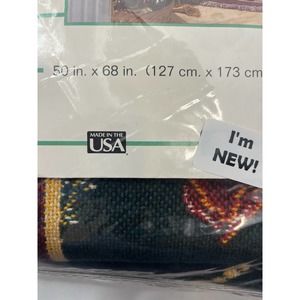 50 in. x 68 in. (127 cm. x 173 cm
MADE IN THE
USA
I'm
NEW!